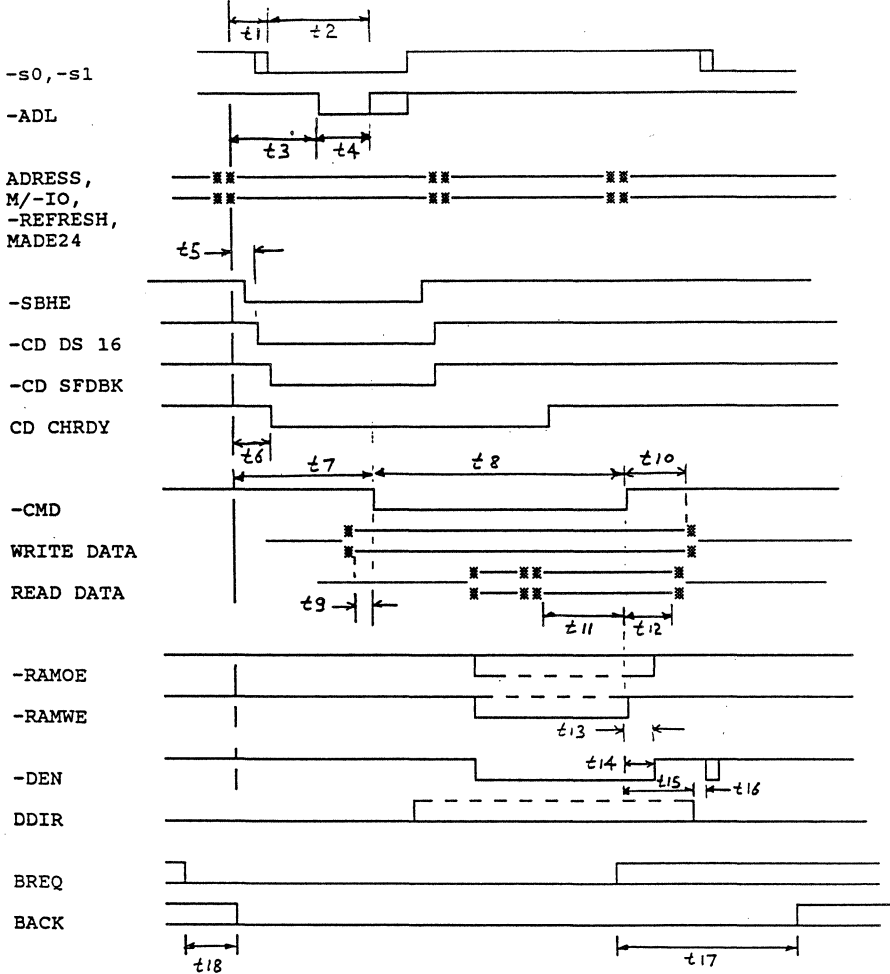 t1 t2
-s0,-s1
-ADL
t3 t4
ADRESS,
M/-IO,
-REFRESH,
MADE24
t5
-SBHE
-CD DS 16
-CD SFDBK
CD CHRDY
t6 t7 t8 t10
-CMD
WRITE DATA
READ DATA
t9 t11 t12
-RAMOE
-RAMWE
t13
t14
-DEN
t15 t16
DDIR
BREQ
BACK
t18 t17